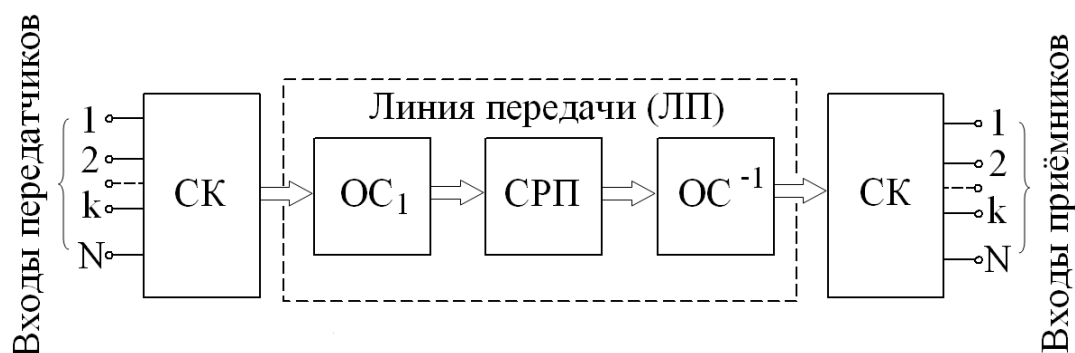 Входы передатчиков
1
2
k
N
СК
Линия передачи (ЛП)
ОС1
СРП
ОС-1
СК
1
2
k
N
Входы приёмников